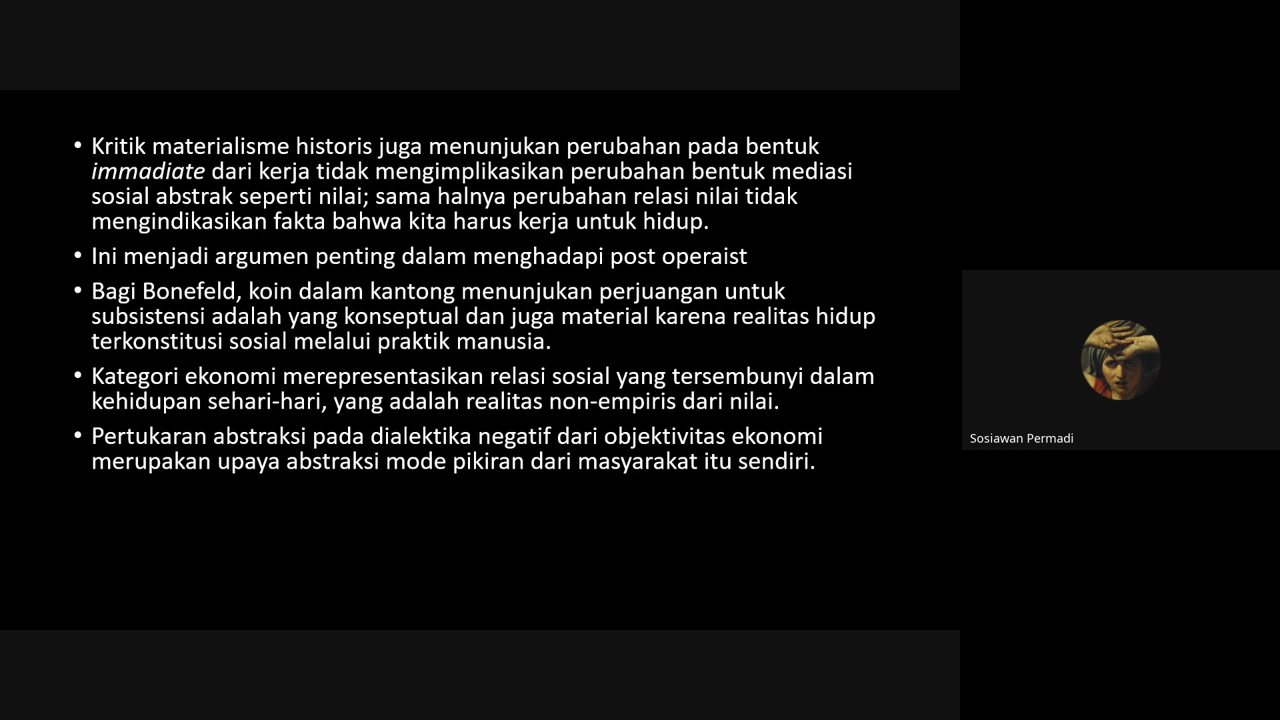 • Kritik materialisme historis juga menunjukan perubahan pada bentuk
immadiate dari kerja tidak mengimplikasikan perubahan bentuk mediasi
sosial abstrak seperti nilai; sama halnya perubahan relasi nilai tidak
mengindikasikan fakta bahwa kita harus kerja untuk hidup.
• Ini menjadi argumen penting dalam menghadapi post operaist
• Bagi Bonefeld, koin dalam kantong menunjukan perjuangan untuk
subsistensi adalah yang konseptual dan juga material karena realitas hidup
terkonstitusi sosial melalui praktik manusia.
• Kategori ekonomi merepresentasikan relasi sosial yang tersembunyi dalam
kehidupan sehari-hari, yang adalah realitas non-empiris dari nilai.
• Pertukaran abstraksi pada dialektika negatif dari objektivitas ekonomi
merupakan upaya abstraksi mode pikiran dari masyarakat itu sendiri.
Sosiawan Permadi